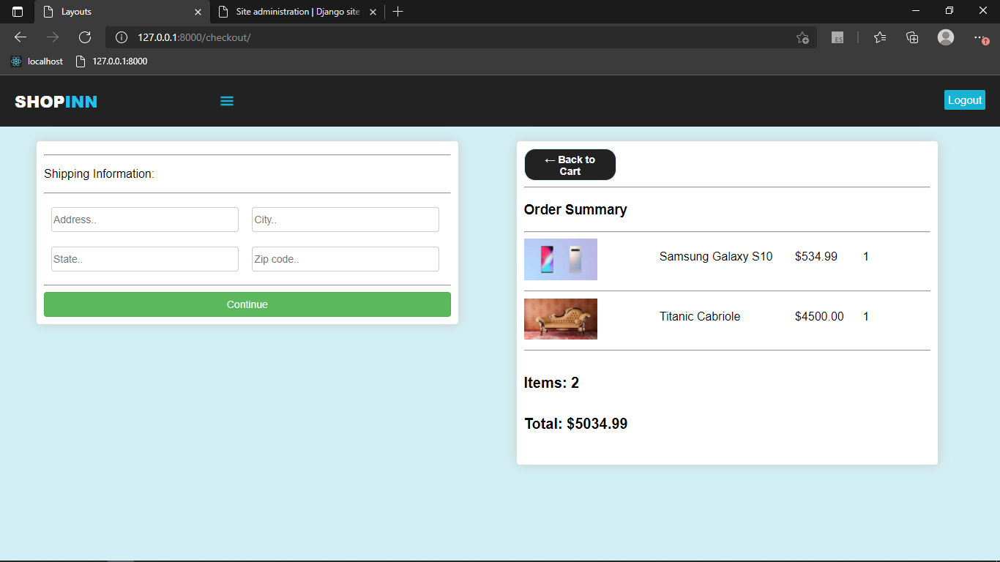 Layouts
Site administration | Django site
127.0.0.1:8000/checkout/
ES
localhost
127.0.0.1:8000
SHOPINN
Logout
Shipping Information:
Address..
City..
State..
Zip code..
Continue
← Back to
Cart
Order Summary
Samsung Galaxy S10 $534.99 1
Titanic Cabriole $4500.00 1
Items: 2
Total: $5034.99